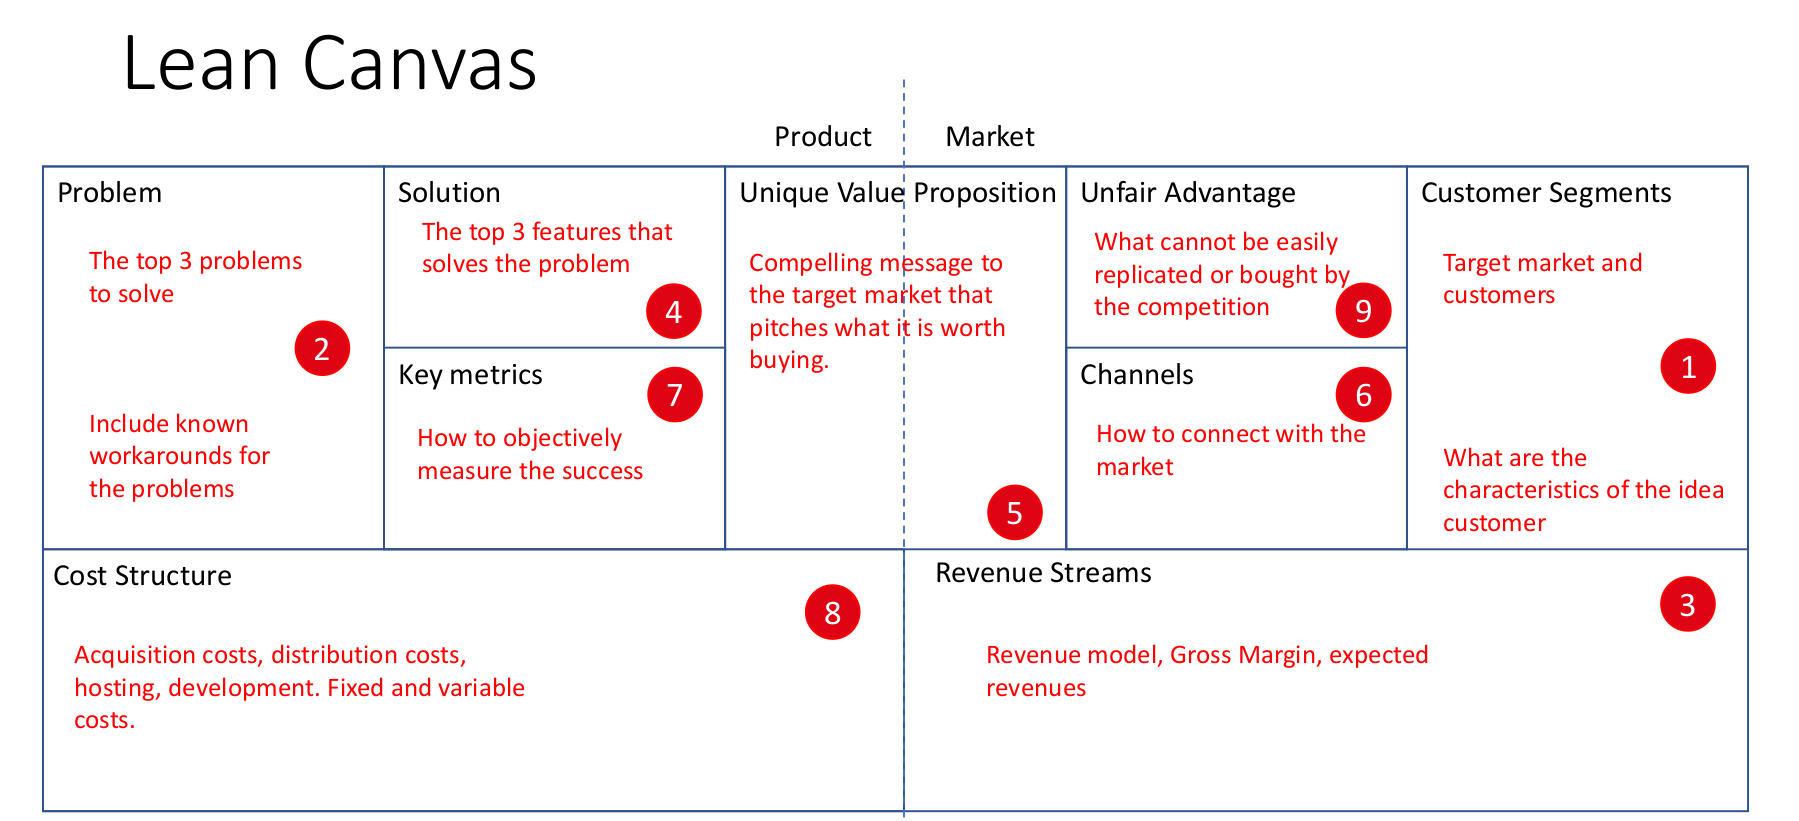 Lean Canvas
Product
Market
Problem
The top 3 problems
to solve
2
Include known
workarounds for
the problems
Solution
The top 3 features that
solves the problem
4
Key metrics
7
How to objectively
measure the success
Unique Value Proposition
Compelling message to
the target market that
pitches what it is worth
buying.
5
Unfair Advantage
What cannot be easily
replicated or bought by
the competition
9
Channels
6
How to connect with the
market
Customer Segments
Target market and
customers
1
What are the
characteristics of the idea
customer
Cost Structure
8
Acquisition costs, distribution costs,
hosting, development. Fixed and variable
costs.
Revenue Streams
3
Revenue model, Gross Margin, expected
revenues